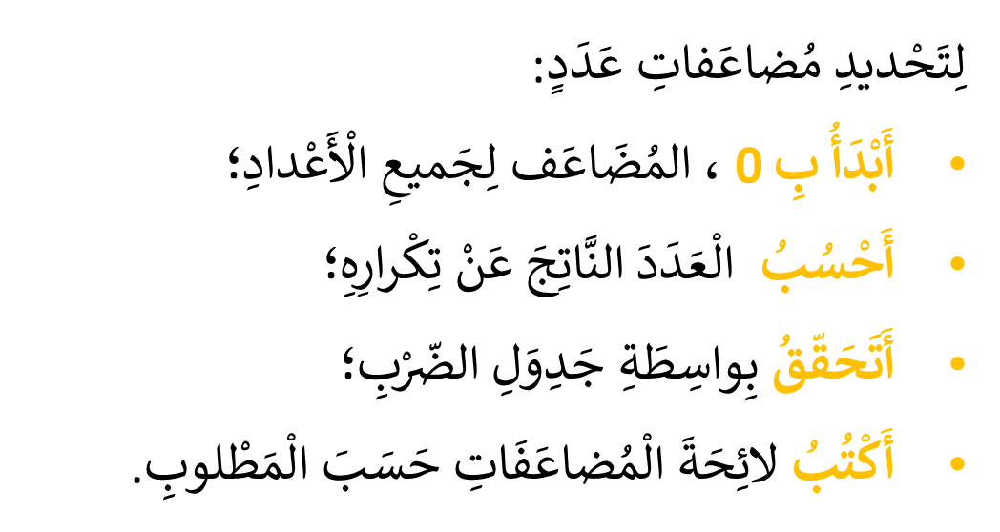 لِتَحْديدِ مُضاعَفاتِ عَدَدٍ:
• أَبْدَأُ بِ 0 ، المُضَاعَف لِجَميعِ الْأَعْدادِ؛
• أَحْسُبُ الْعَدَدَ النَّاتِجَ عَنْ تِكْرارِهِ؛
• أَتَحَقّقُ بِواسِطَةِ جَدِوَلِ الضّرْبِ؛
• أَكْتُبُ لائِحَةَ الْمُضاعَفَاتِ حَسَبَ الْمَطْلوبِ.